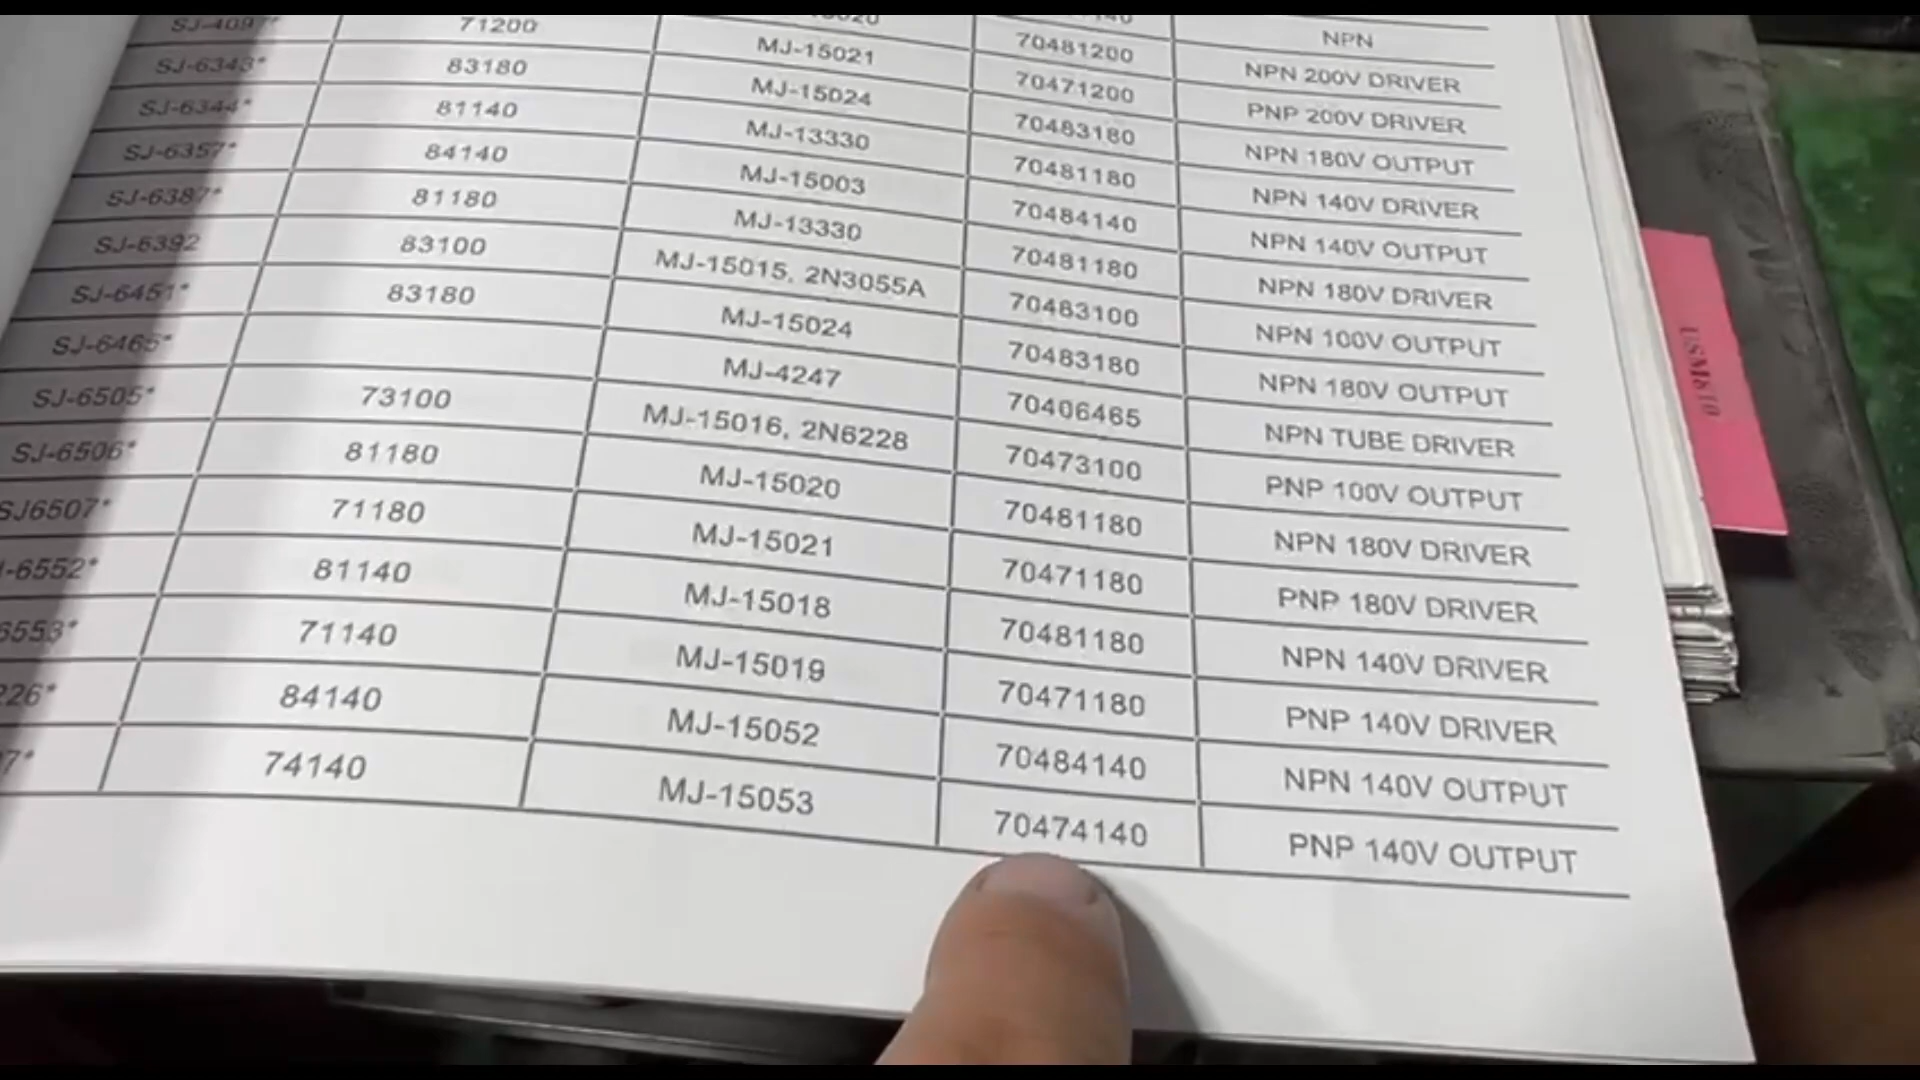 NPN
70481200 NPN 200V DRIVER
71200 MJ-15021 70471200 PNP 200V DRIVER
SJ-6343* 83180 MJ-15024 70483180 NPN 180V OUTPUT
SJ-6344* 81140 MJ-13330 70481180 NPN 140V DRIVER
SJ-6357* 84140 MJ-15003 70484140 NPN 140V OUTPUT
SJ-6387* 81180 MJ-13330 70481180 NPN 180V DRIVER
SJ-6392 83100 MJ-15015, 2N3055A 70483100 NPN 100V OUTPUT
SJ-6451* 83180 MJ-15024 70483180 NPN 180V OUTPUT
SJ-6465* MJ-4247 70406465 NPN TUBE DRIVER
SJ-6505* 73100 MJ-15016, 2N6228 70473100 PNP 100V OUTPUT
SJ-6506* 81180 MJ-15020 70481180 NPN 180V DRIVER
SJ6507* 71180 MJ-15021 70471180 PNP 180V DRIVER
-6552* 81140 MJ-15018 70481180 NPN 140V DRIVER
6553* 71140 MJ-15019 70471180 PNP 140V DRIVER
226* 84140 MJ-15052 70484140 NPN 140V OUTPUT
7* 74140 MJ-15053 70474140 PNP 140V OUTPUT
USM810